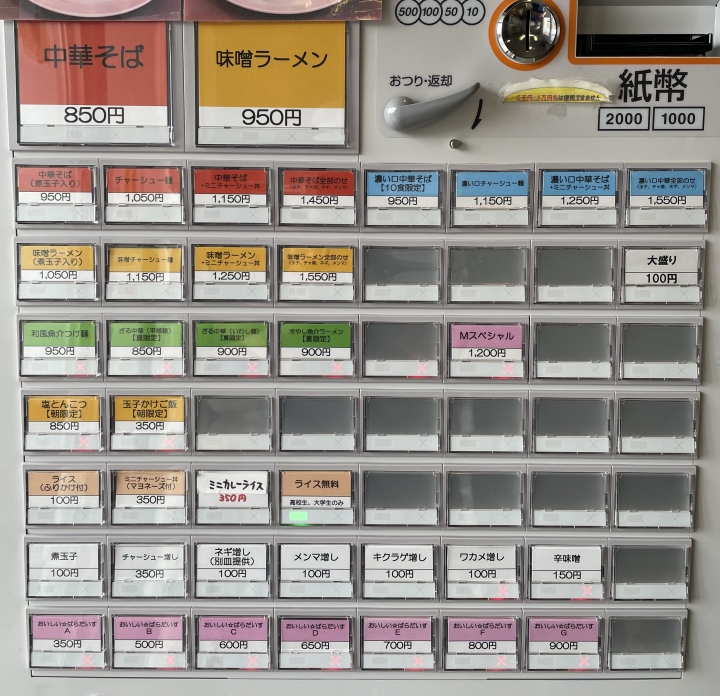 500 100 50 10
おつり・返却
紙幣
2000 1000
中華そば
850円
味噌ラーメン
950円
中華そば
(煮玉子入り)
950円
チャーシュー麺
1,050円
中華そば
+ミニチャーシュー丼
1,150円
中華そば全部のせ
1,450円
濃い口中華そば
【10食限定】
950円
濃い口チャーシュー麺
1,150円
濃い口中華そば
+ミニチャーシュー丼
1,250円
濃い口中華全部のせ
1,550円
味噌ラーメン
(煮玉子入り)
1,050円
味噌チャーシュー麺
1,150円
味噌ラーメン
+ミニチャーシュー丼
1,250円
味噌ラーメン全部のせ
1,550円
大盛り
100円
和風魚介つけ麺
950円
ざる中華(平細麺)
【夏限定】
850円
ざる中華(いわし麺)
【夏限定】
900円
冷やし魚介ラーメン
【夏限定】
900円
Mスペシャル
1,200円
塩とんこつ
【朝限定】
850円
玉子かけご飯
【朝限定】
350円
ライス
(ふりかけ付)
100円
ミニチャーシュー丼
(マヨネーズ付)
350円
ミニカレーライス
350円
ライス無料
高校生、大学生のみ
煮玉子
100円
チャーシュー増し
350円
ネギ増し
(別皿提供)
100円
メンマ増し
100円
キクラゲ増し
100円
ワカメ増し
100円
辛味噌
150円
おいしい☆ぱらだいす
A
350円
おいしい☆ぱらだいす
B
500円
おいしい☆ぱらだいす
C
600円
おいしい☆ぱらだいす
D
650円
おいしい☆ぱらだいす
E
700円
おいしい☆ぱらだいす
F
800円
おいしい☆ぱらだいす
G
900円